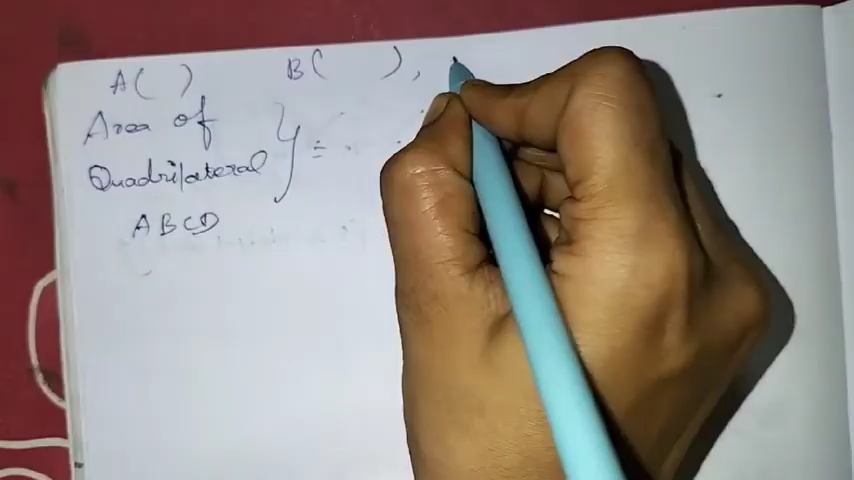 A( ) B( ),
Area of
Quadrilateral } =
ABCD